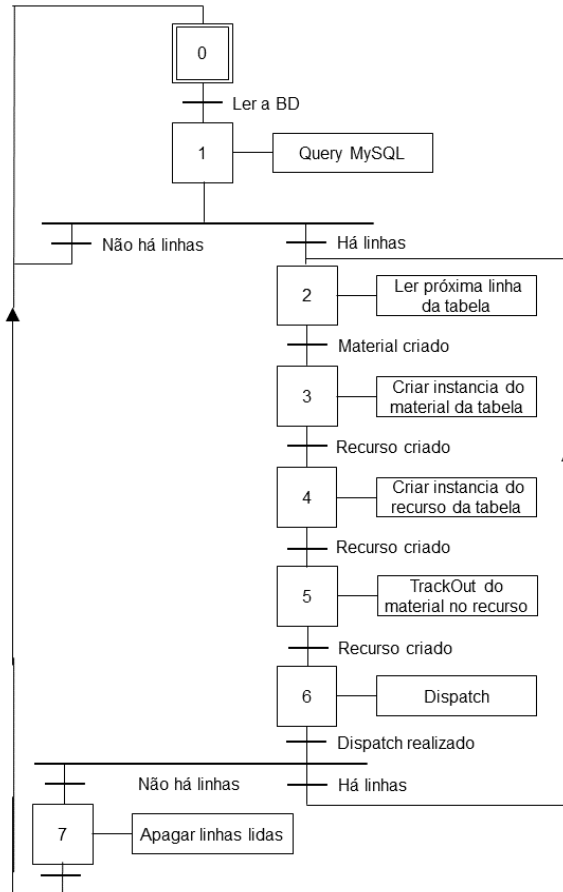 0
Ler a BD
1
Query MySQL
Não há linhas
Há linhas
2
Ler próxima linha
da tabela
Material criado
3
Criar instancia do
material da tabela
Recurso criado
4
Criar instancia do
recurso da tabela
Recurso criado
5
TrackOut do
material no recurso
Recurso criado
6
Dispatch
Dispatch realizado
Não há linhas
Há linhas
7
Apagar linhas lidas